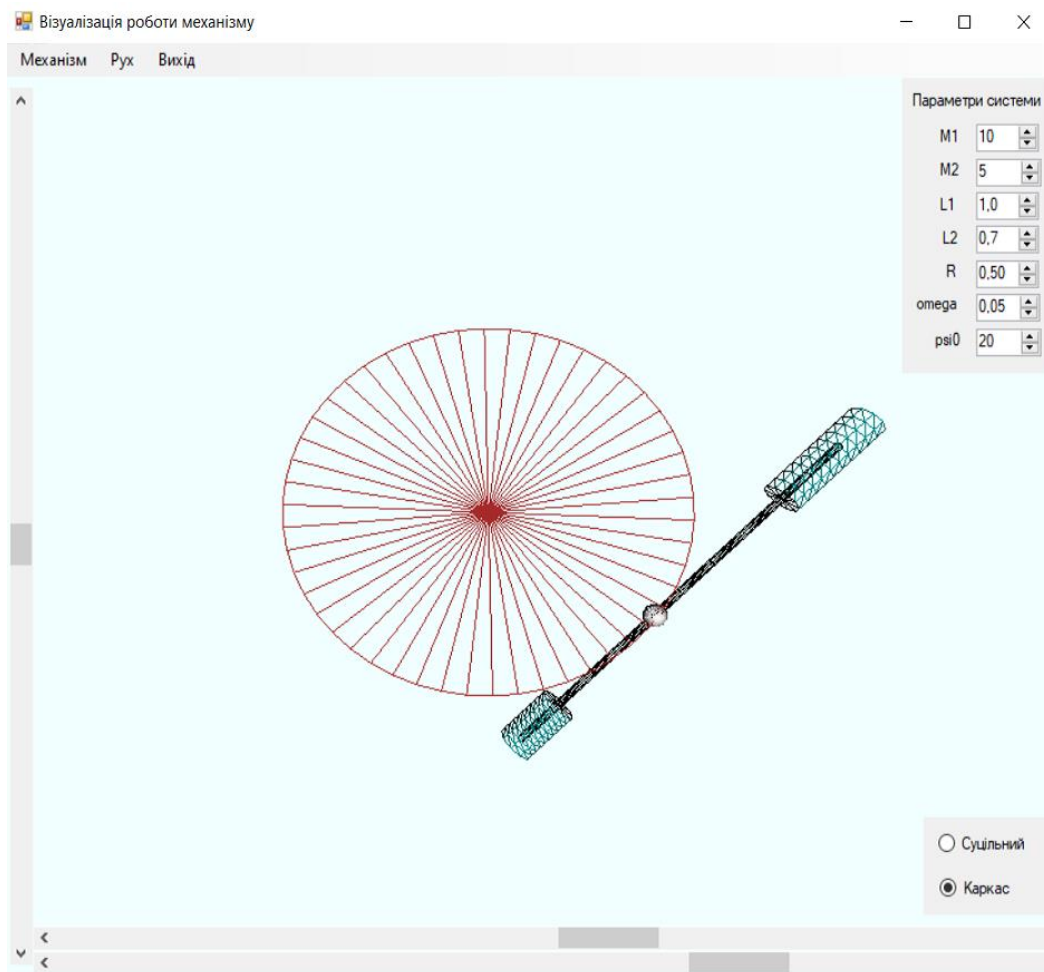 Візуалізація роботи механізму
Механізм Рух Вихід
Параметри системи
M1 10
M2 5
L1 1,0
L2 0,7
R 0,50
omega 0,05
psi0 20
Суцільний
Каркас